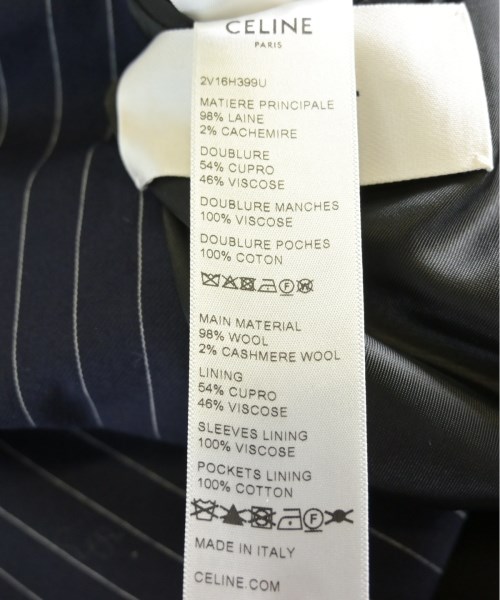 CELINE
PARIS
2V16H399U
MATIERE PRINCIPALE
98% LAINE
2% CACHEMIRE
DOUBLURE
54% CUPRO
46% VISCOSE
DOUBLURE MANCHES
100% VISCOSE
DOUBLURE POCHES
100% COTON
MAIN MATERIAL
98% WOOL
2% CASHMERE WOOL
LINING
54% CUPRO
46% VISCOSE
SLEEVES LINING
100% VISCOSE
POCKETS LINING
100% COTTON
MADE IN ITALY
CELINE.COM